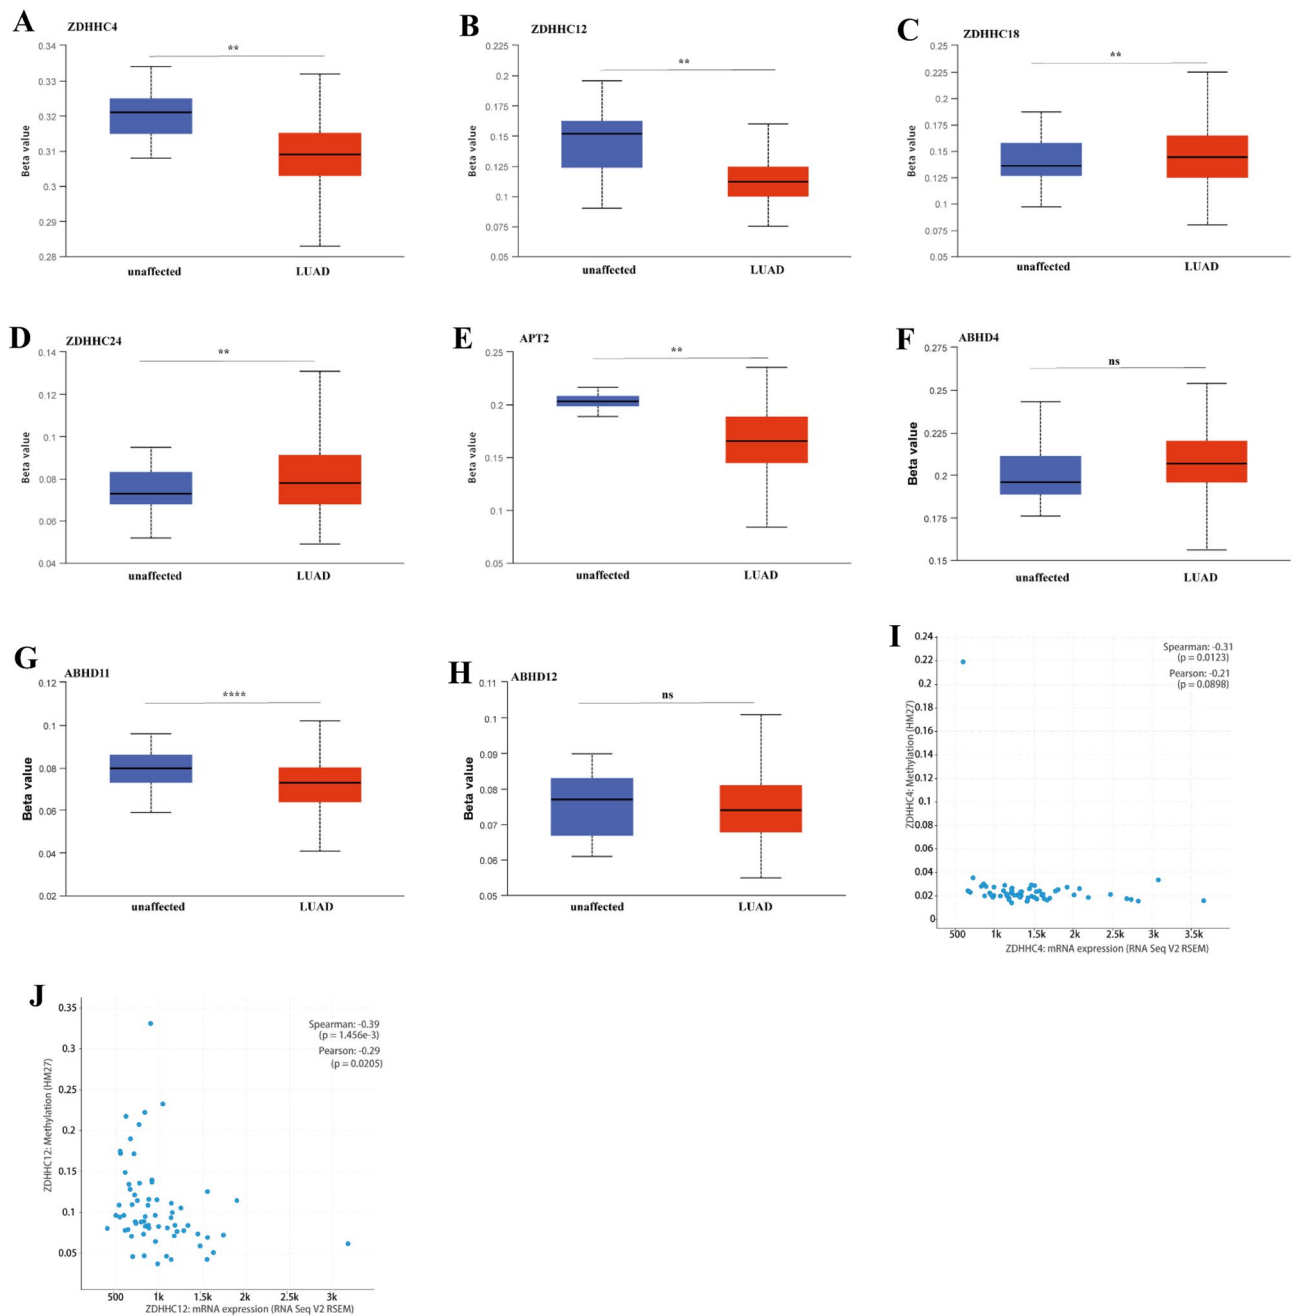 A
ZDHHC4
**
0.34
0.33
0.32
0.31
0.3
0.29
0.28
Beta value
unaffected
LUAD
B
ZDHHC12
**
0.225
0.2
0.175
0.15
0.125
0.1
0.075
0.05
Beta value
unaffected
LUAD
C
ZDHHC18
**
0.25
0.225
0.2
0.175
0.15
0.125
0.1
0.075
0.05
Beta value
unaffected
LUAD
D
ZDHHC24
**
0.14
0.12
0.1
0.08
0.06
0.04
Beta value
unaffected
LUAD
E
APT2
**
0.25
0.2
0.15
0.1
0.05
Beta value
unaffected
LUAD
F
ABHD4
ns
0.275
0.25
0.225
0.2
0.175
0.15
Beta value
unaffected
LUAD
G
ABHD11
****
0.12
0.1
0.08
0.06
0.04
0.02
Beta value
unaffected
LUAD
H
ABHD12
ns
0.11
0.1
0.09
0.08
0.07
0.06
0.05
Beta value
unaffected
LUAD
I
0.24
0.22
0.2
0.18
0.16
0.14
0.12
0.1
0.08
0.06
0.04
0.02
0
ZDHHC4: Methylation (HM27)
Spearman: -0.31
(p = 0.0123)
Pearson: -0.21
(p = 0.0898)
500 1k 1.5k 2k 2.5k 3k 3.5k
ZDHHC4: mRNA expression (RNA Seq V2 RSEM)
J
0.35
0.3
0.25
0.2
0.15
0.1
0.05
ZDHHC12: Methylation (HM27)
Spearman: -0.39
(p = 1.456e-3)
Pearson: -0.29
(p = 0.0205)
500 1k 1.5k 2k 2.5k 3k
ZDHHC12: mRNA expression (RNA Seq V2 RSEM)